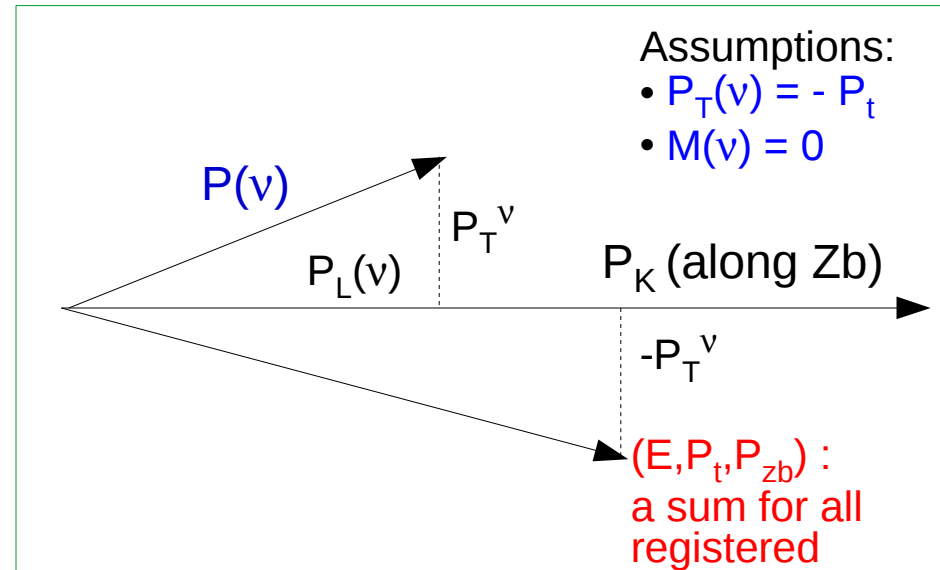 Assumptions:
• P_T(ν) = - P_t
• M(ν) = 0
P(ν)
P_T^ν
P_L(ν)
P_K (along Zb)
-P_T^ν
(E,P_t,P_zb) :
a sum for all
registered